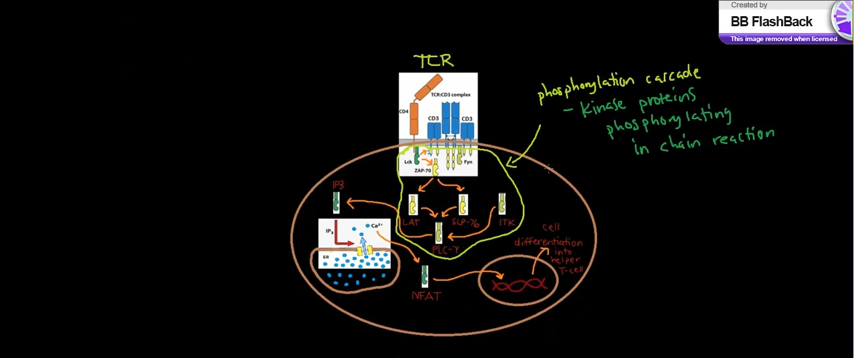 Created by
BB FlashBack
This image removed when licensed
TCR
TCR:CD3 complex
CD4
CD3
CD3
Lck
Fyn
ZAP-70
phosphorylation cascade
- Kinase proteins
phosphorylating
in chain reaction
IP3
LAT
SLP-76
ITK
PLC-γ
IP₃
Ca²⁺
ER
NFAT
cell
differentiation
into
helper
T-cell